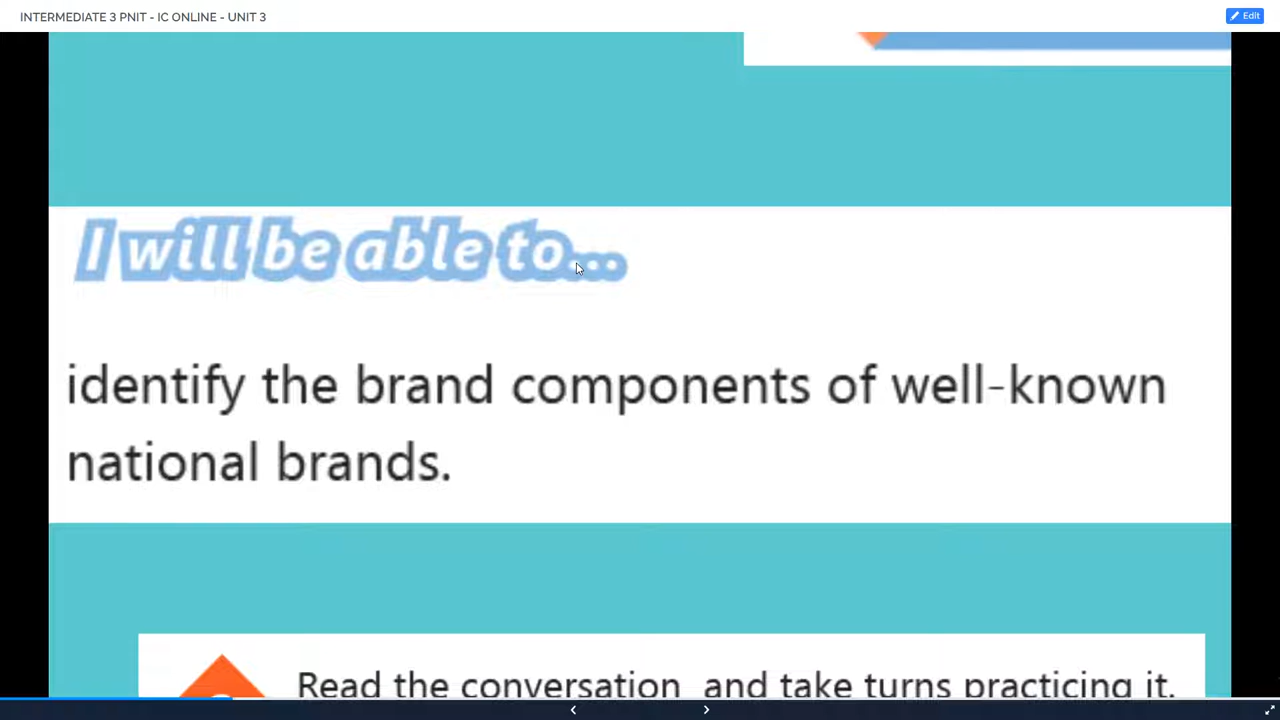 INTERMEDIATE 3 PNIT - IC ONLINE - UNIT 3
Edit
I will be able to...
identify the brand components of well-known
national brands.
Read the conversation and take turns practicing it.